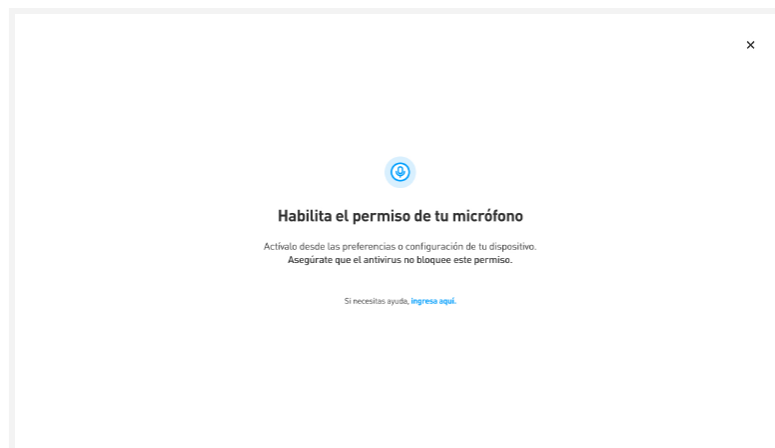 Habilita el permiso de tu micrófono
Actívalo desde las preferencias o configuración de tu dispositivo.
Asegúrate que el antivirus no bloquee este permiso.
Si necesitas ayuda, ingresa aquí.